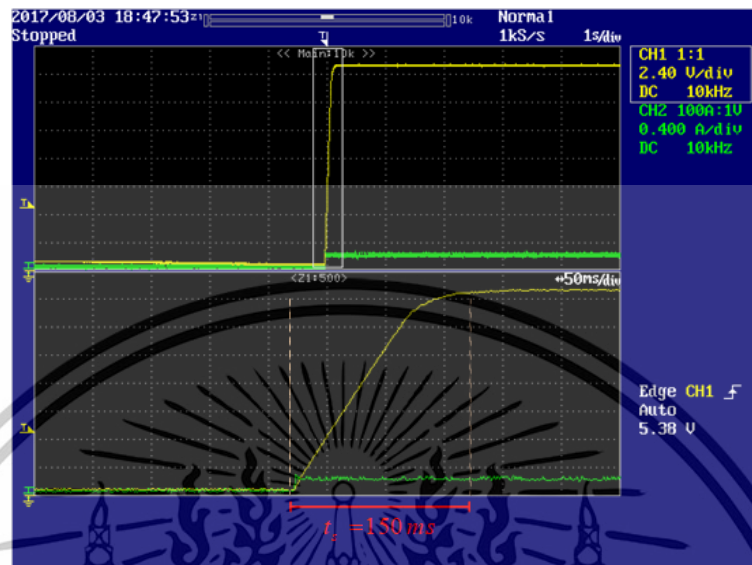 2017/08/03 18:47:53 Z1 10k Normal
Stopped 1kS/s 1s/div
<< Main:10k >>
CH1 1:1
2.40 V/div
DC 10kHz
CH2 100A:1V
0.400 A/div
DC 10kHz
<Z1:500> ↔50ms/div
Edge CH1
Auto
5.38 V
= 150 ms